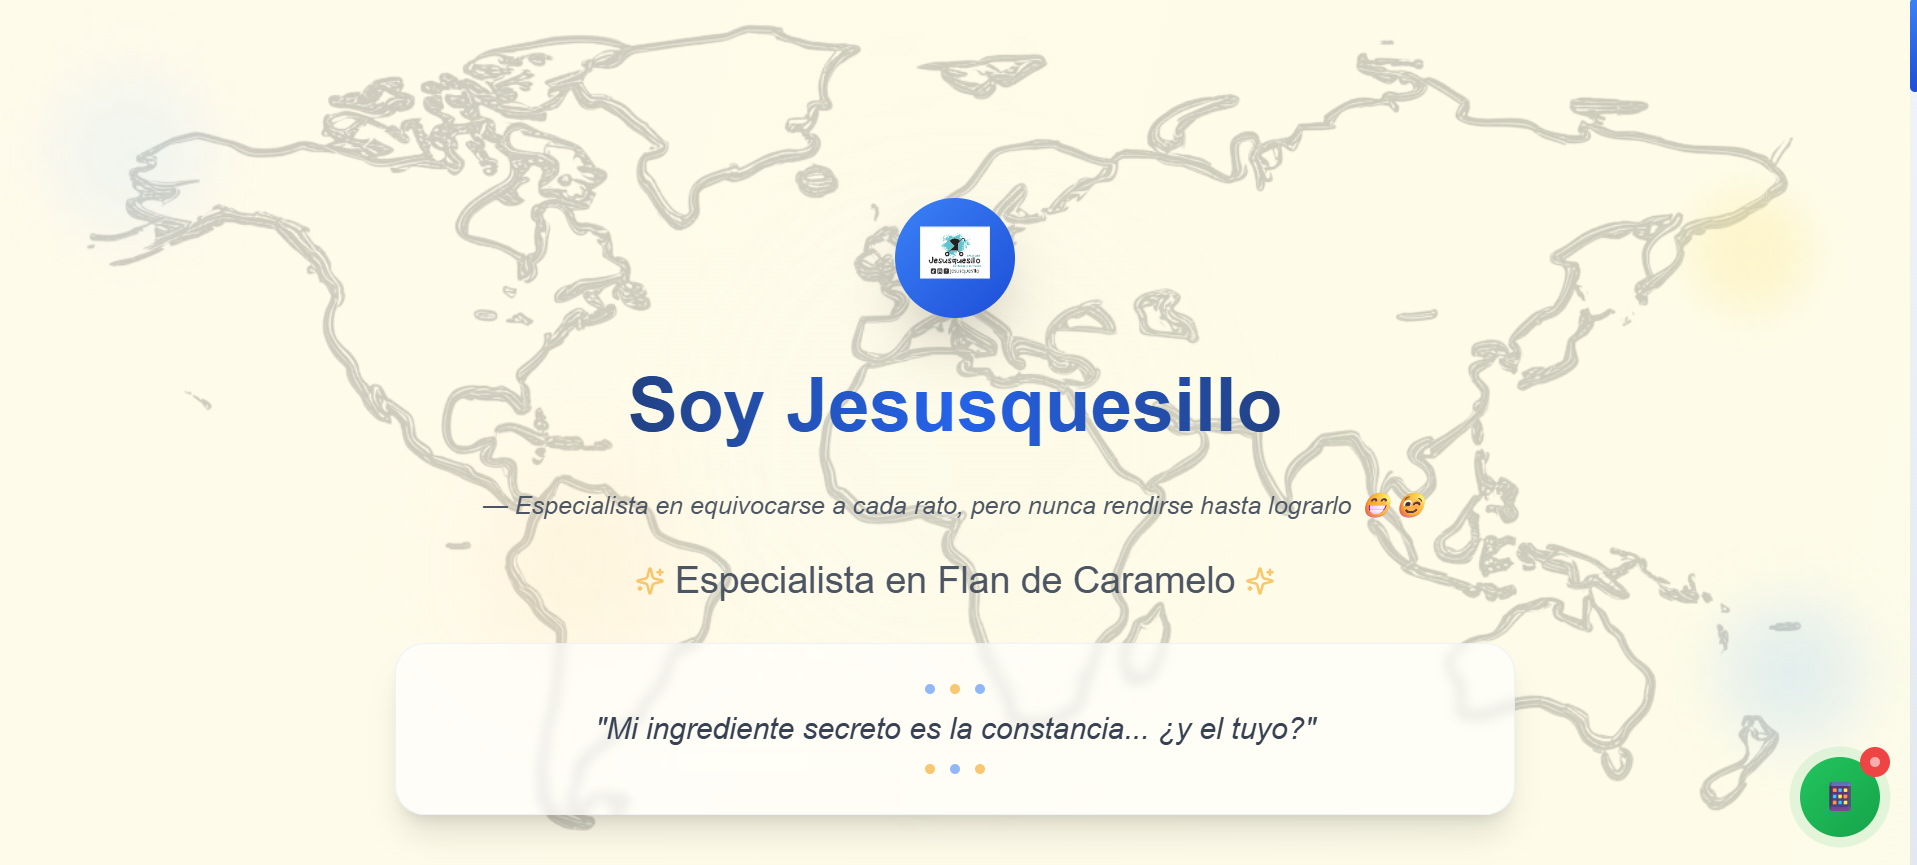 Jesusquesillo
jesusquesillo
Soy Jesusquesillo
— Especialista en equivocarse a cada rato, pero nunca rendirse hasta lograrlo 😁😉
✨ Especialista en Flan de Caramelo ✨
"Mi ingrediente secreto es la constancia... ¿y el tuyo?"